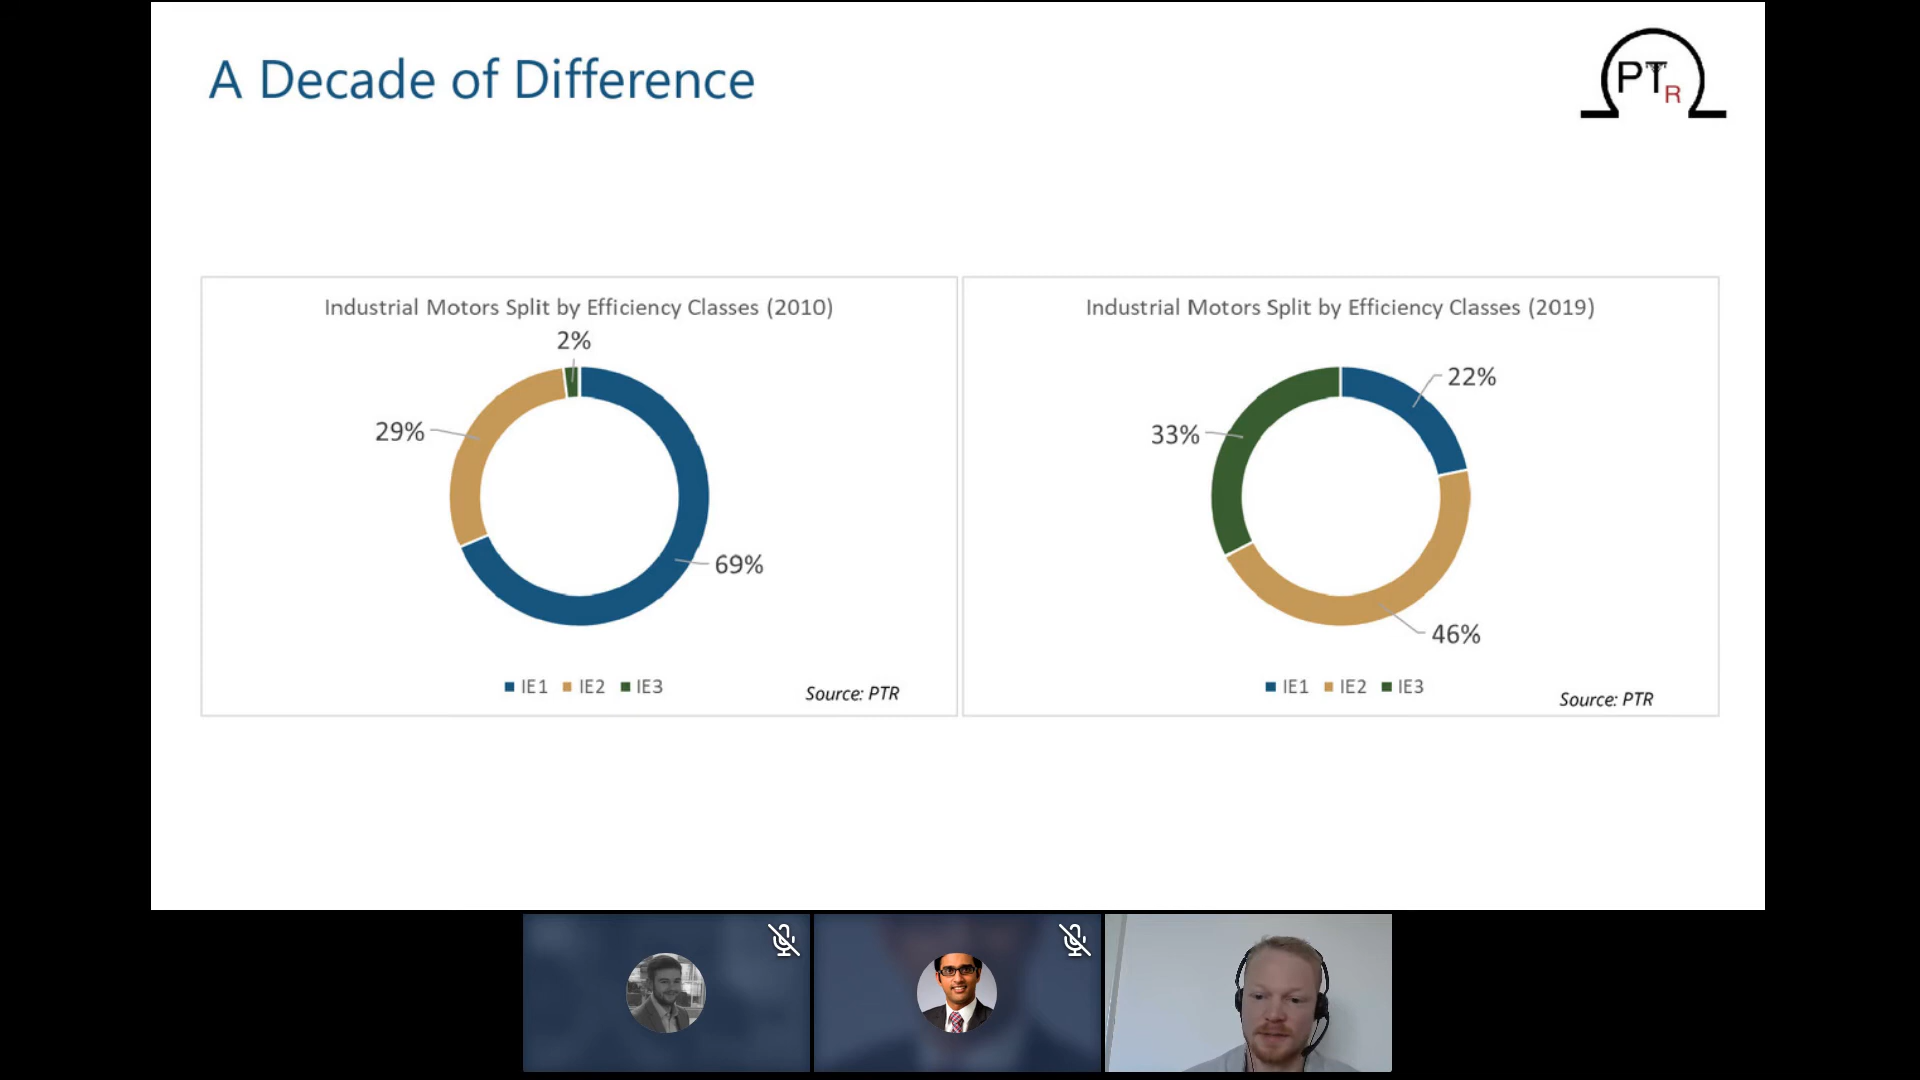 A Decade of Difference
PTR
Industrial Motors Split by Efficiency Classes (2010)
2%
29%
69%
IE1 IE2 IE3
Source: PTR
Industrial Motors Split by Efficiency Classes (2019)
22%
33%
46%
IE1 IE2 IE3
Source: PTR